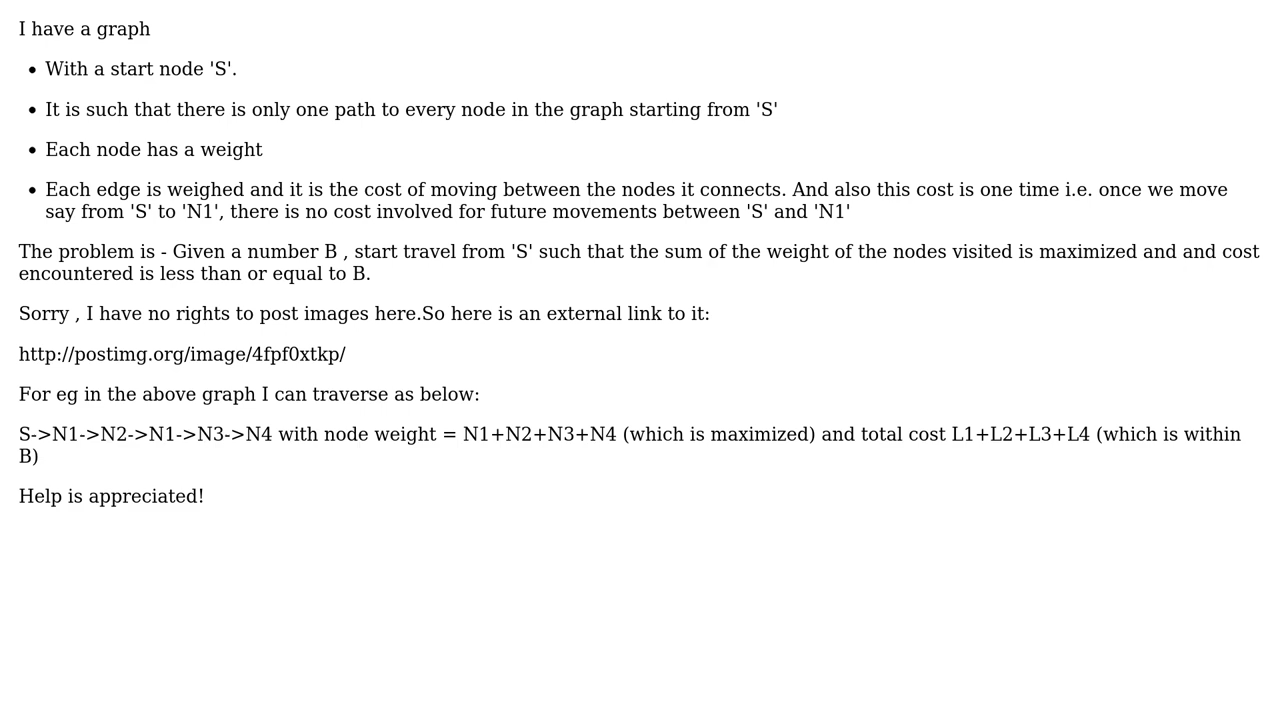 I have a graph
• With a start node 'S'.
• It is such that there is only one path to every node in the graph starting from 'S'
• Each node has a weight
• Each edge is weighed and it is the cost of moving between the nodes it connects. And also this cost is one time i.e. once we move
say from 'S' to 'N1', there is no cost involved for future movements between 'S' and 'N1'
The problem is - Given a number B , start travel from 'S' such that the sum of the weight of the nodes visited is maximized and and cost
encountered is less than or equal to B.
Sorry , I have no rights to post images here.So here is an external link to it:
http://postimg.org/image/4fpf0xtkp/
For eg in the above graph I can traverse as below:
S->N1->N2->N1->N3->N4 with node weight = N1+N2+N3+N4 (which is maximized) and total cost L1+L2+L3+L4 (which is within
B)
Help is appreciated!